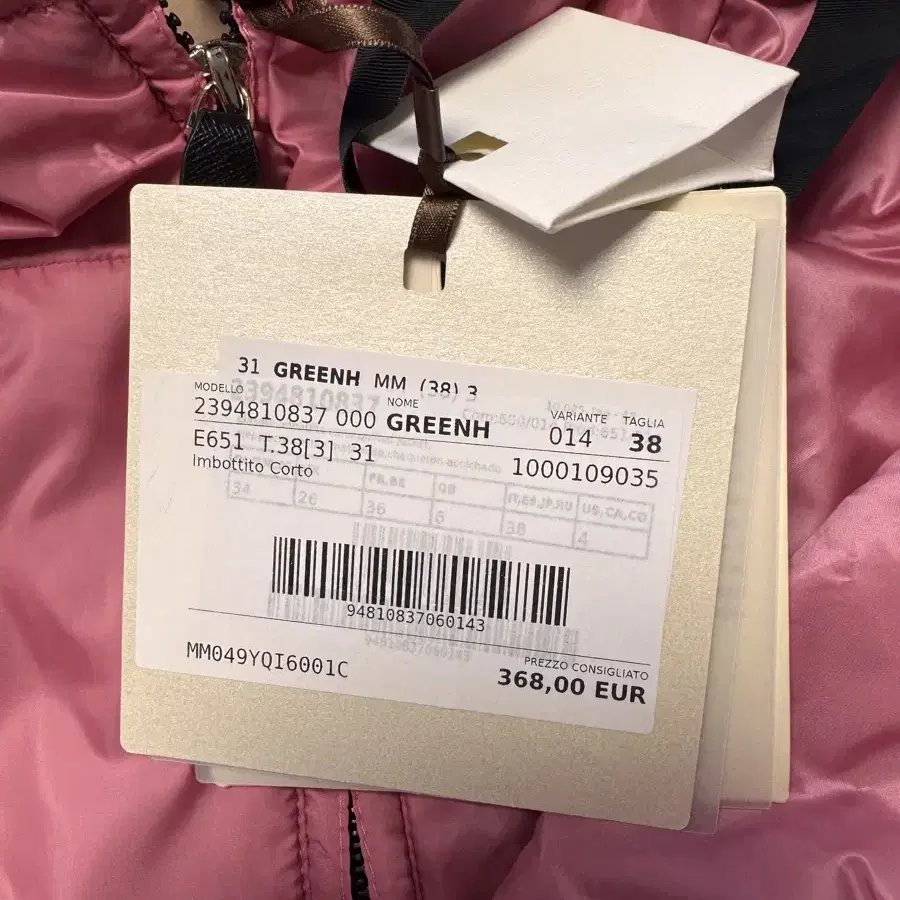 31 GREENH MM (38) 3
MODELLO NOME VARIANTE TAGLIA
2394810837 000 GREENH 014 38
E651 T.38[3] 31 1000109035
Imbottito Corto
34 26 36 6 38 4
94810837060143
MM049YQI6001C
PREZZO CONSIGLIATO
368,00 EUR